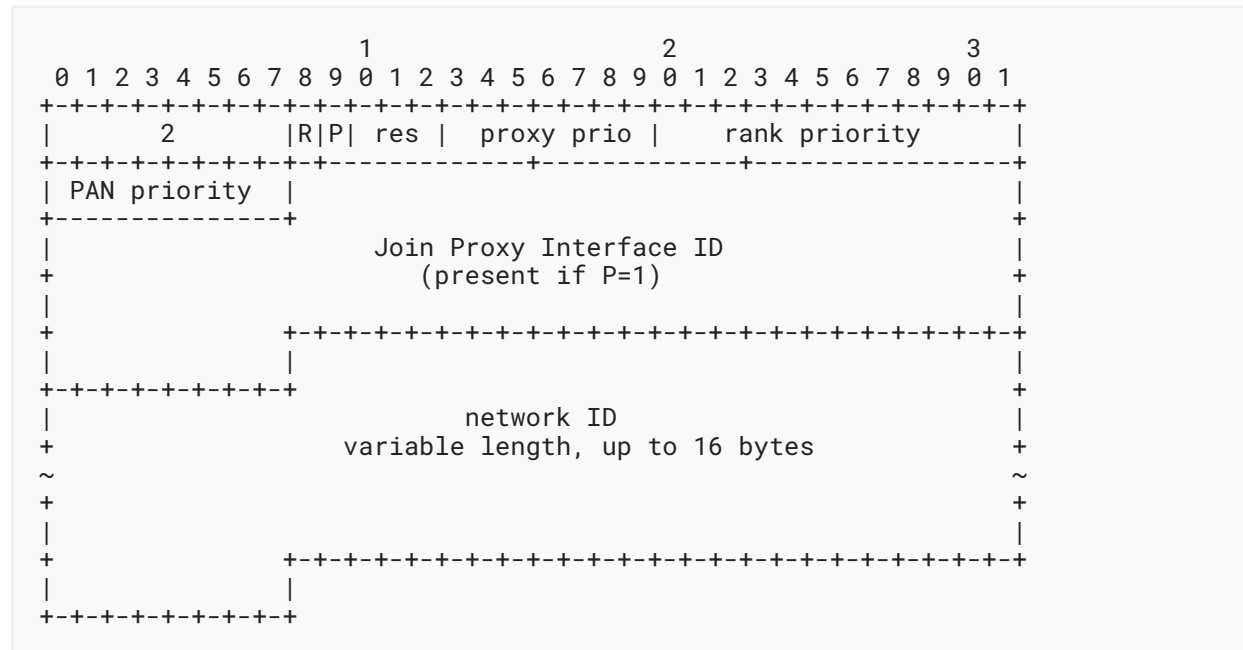 1                   2                   3
 0 1 2 3 4 5 6 7 8 9 0 1 2 3 4 5 6 7 8 9 0 1 2 3 4 5 6 7 8 9 0 1
+-+-+-+-+-+-+-+-+-+-+-+-+-+-+-+-+-+-+-+-+-+-+-+-+-+-+-+-+-+-+-+-+
|       2       |R|P| res |  proxy prio |    rank priority      |
+-+-+-+-+-+-+-+-+-+-------------+-------------+-----------------+
| PAN priority  |                                               |
+---------------+                                               +
|                     Join Proxy Interface ID                   |
+                        (present if P=1)                       +
|                                                               |
+               +-+-+-+-+-+-+-+-+-+-+-+-+-+-+-+-+-+-+-+-+-+-+-+-+
|               |                                               |
+-+-+-+-+-+-+-+-+                                               +
|                           network ID                          |
+                   variable length, up to 16 bytes             +
~                                                               ~
+                                                               +
|                                                               |
+               +-+-+-+-+-+-+-+-+-+-+-+-+-+-+-+-+-+-+-+-+-+-+-+-+
|               |
+-+-+-+-+-+-+-+-+